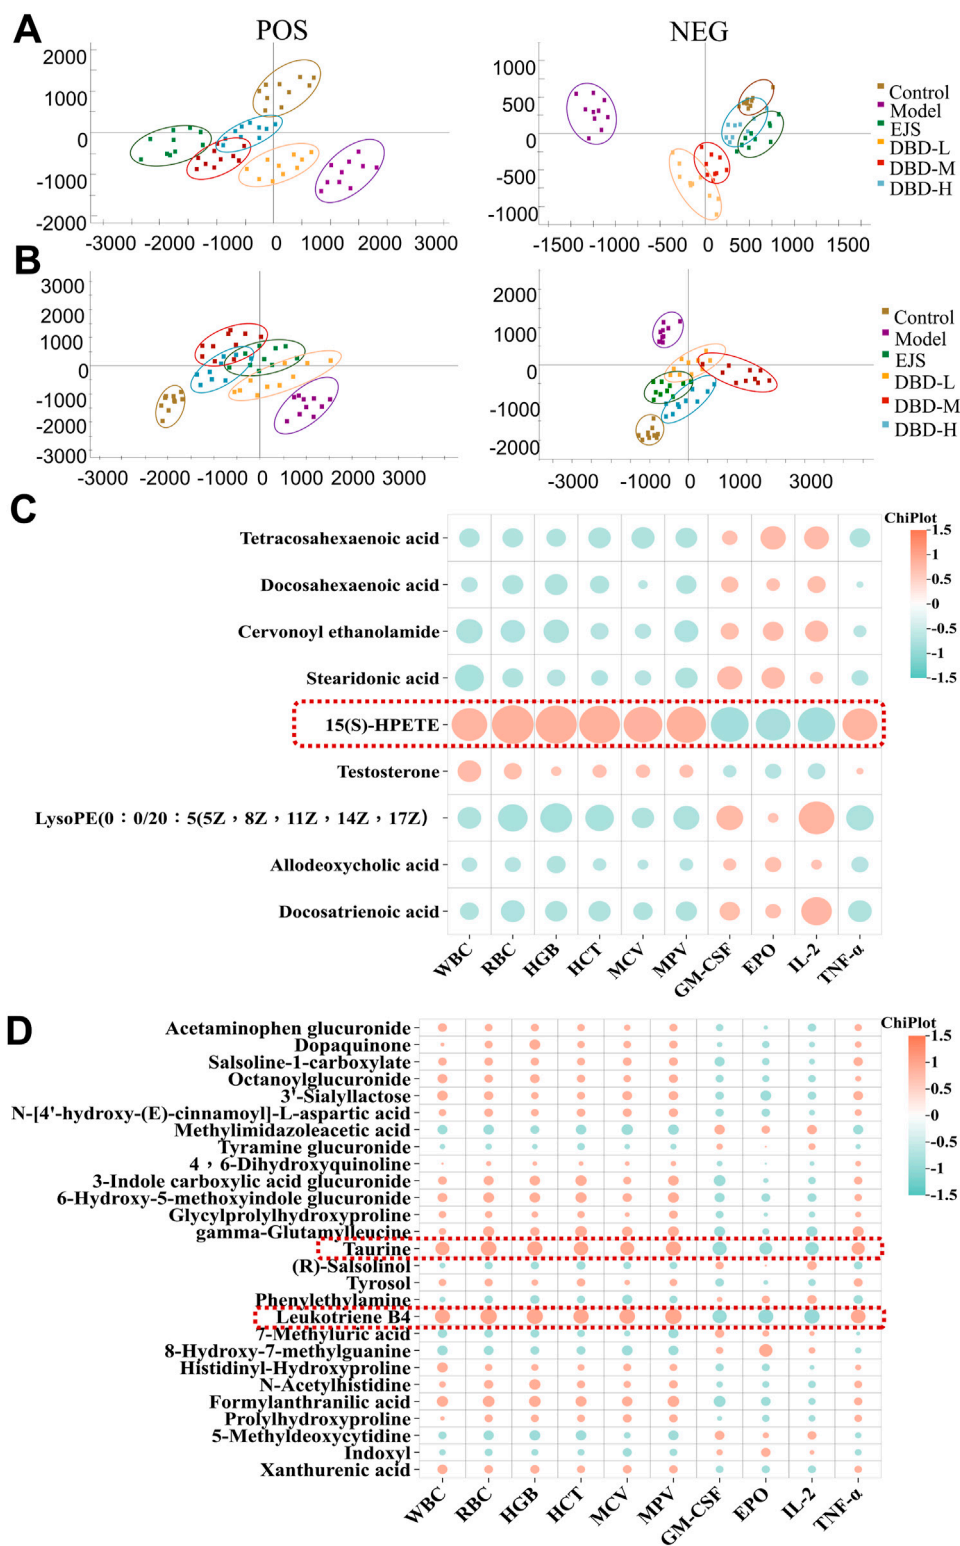 A
POS
NEG
2000
1000
0
-1000
-2000
-3000 -2000 -1000 0 1000 2000 3000
1000
500
0
-500
-1000
-1500 -1000 -500 0 500 1000 1500
Control
Model
EJS
DBD-L
DBD-M
DBD-H
B
3000
2000
1000
0
-1000
-2000
-3000
-3000 -2000 -1000 0 1000 2000 3000
2000
1000
0
-1000
-2000
-3000 -1000 0 1000 3000
Control
Model
EJS
DBD-L
DBD-M
DBD-H
C
Tetracosahexaenoic acid
Docosahexaenoic acid
Cervonoyl ethanolamide
Stearidonic acid
15(S)-HPETE
Testosterone
LysoPE(0：0/20：5(5Z，8Z，11Z，14Z，17Z)
Allodeoxycholic acid
Docosatrienoic acid
WBC RBC HGB HCT MCV MPV GM-CSF EPO IL-2 TNF-α
ChiPlot
1.5
1
0.5
0
-0.5
-1
-1.5
D
Acetaminophen glucuronide
Dopaquinone
Salsoline-1-carboxylate
Octanoylglucuronide
3'-Sialyllactose
N-[4'-hydroxy-(E)-cinnamoyl]-L-aspartic acid
Methylimidazoleacetic acid
Tyramine glucuronide
4，6-Dihydroxyquinoline
3-Indole carboxylic acid glucuronide
6-Hydroxy-5-methoxyindole glucuronide
Glycylprolylhydroxyproline
gamma-Glutamylleucine
Taurine
(R)-Salsolinol
Tyrosol
Phenylethylamine
Leukotriene B4
7-Methyluric acid
8-Hydroxy-7-methylguanine
Histidinyl-Hydroxyproline
N-Acetylhistidine
Formylanthranilic acid
Prolylhydroxyproline
5-Methyldeoxycytidine
Indoxyl
Xanthurenic acid
WBC RBC HGB HCT MCV MPV GM-CSF EPO IL-2 TNF-α
ChiPlot
1.5
1
0.5
0
-0.5
-1
-1.5